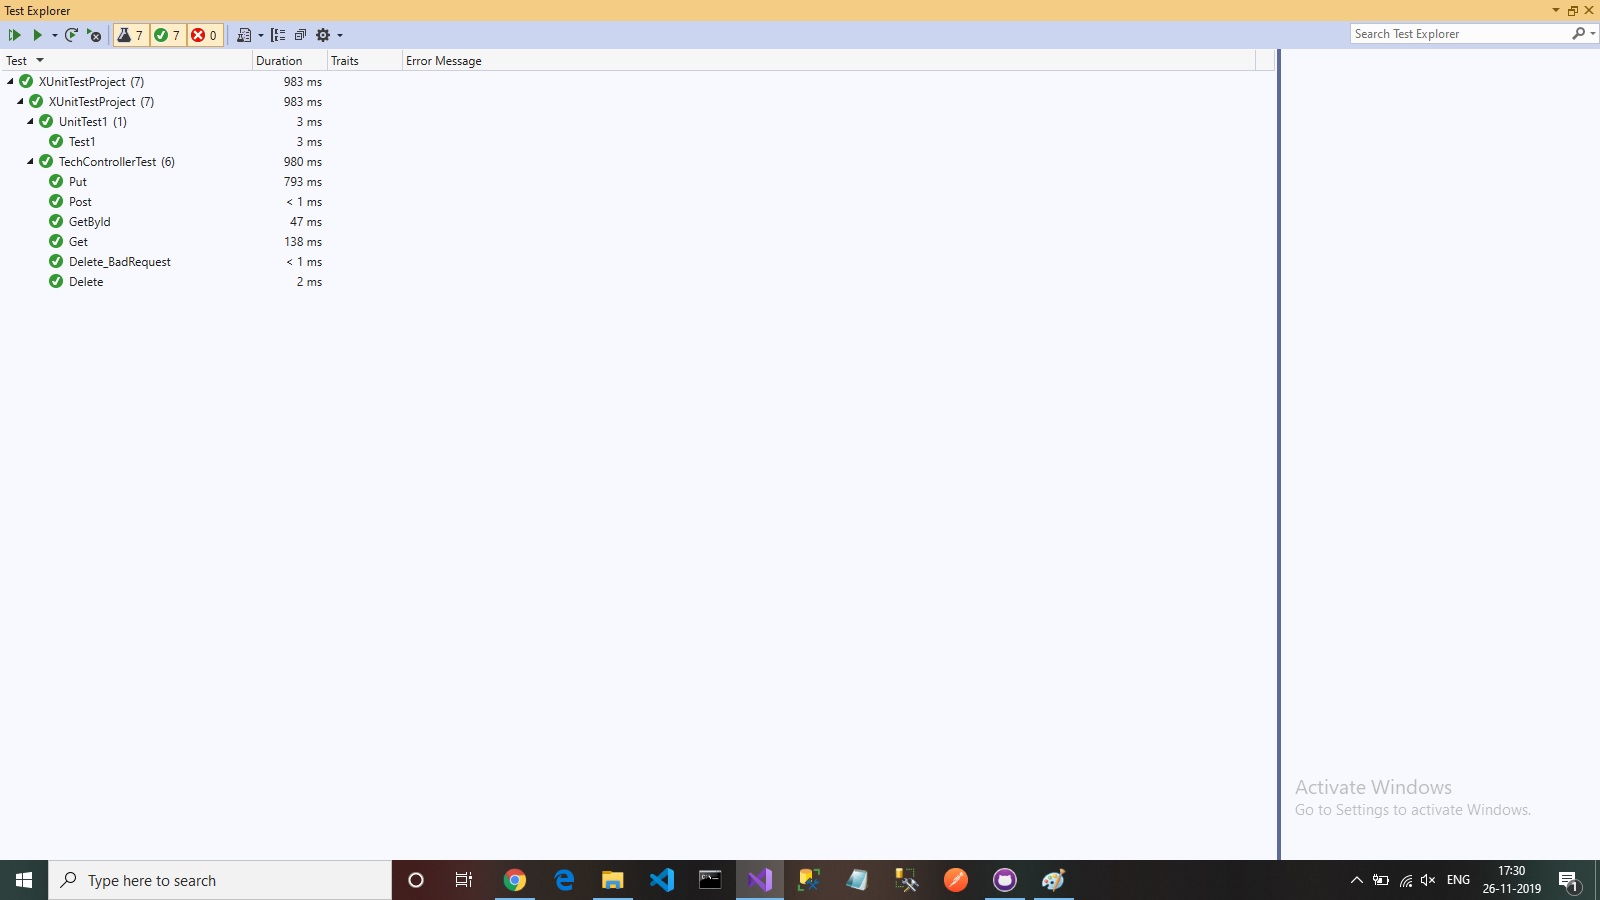 Test Explorer
7 7 0
Search Test Explorer
Test Duration Traits Error Message
XUnitTestProject (7) 983 ms
XUnitTestProject (7) 983 ms
UnitTest1 (1) 3 ms
Test1 3 ms
TechControllerTest (6) 980 ms
Put 793 ms
Post < 1 ms
GetById 47 ms
Get 138 ms
Delete_BadRequest < 1 ms
Delete 2 ms
Activate Windows
Go to Settings to activate Windows.
Type here to search
ENG
17:30
26-11-2019
1